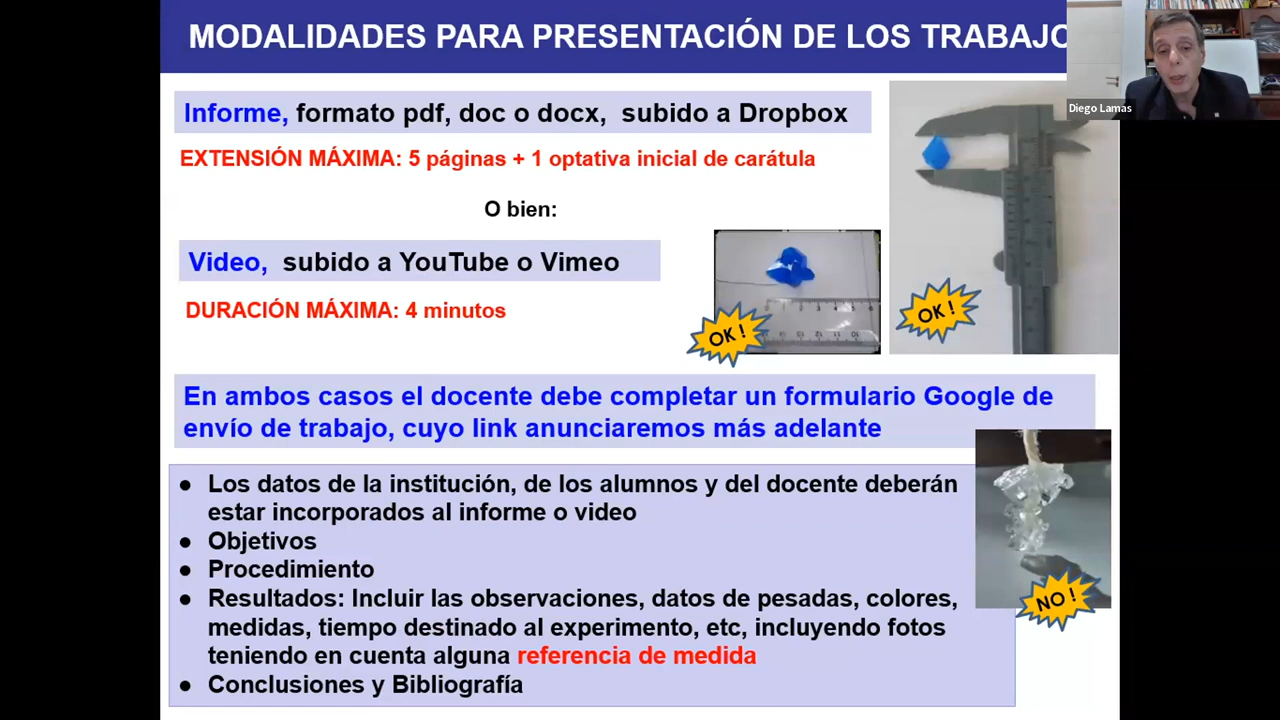 MODALIDADES PARA PRESENTACIÓN DE LOS TRABAJO
Diego Lamas
Informe, formato pdf, doc o docx, subido a Dropbox
EXTENSIÓN MÁXIMA: 5 páginas + 1 optativa inicial de carátula
O bien:
Video, subido a YouTube o Vimeo
DURACIÓN MÁXIMA: 4 minutos
OK !
OK !
En ambos casos el docente debe completar un formulario Google de
envío de trabajo, cuyo link anunciaremos más adelante
● Los datos de la institución, de los alumnos y del docente deberán
estar incorporados al informe o video
● Objetivos
● Procedimiento
● Resultados: Incluir las observaciones, datos de pesadas, colores,
medidas, tiempo destinado al experimento, etc, incluyendo fotos
teniendo en cuenta alguna referencia de medida
● Conclusiones y Bibliografía
NO !